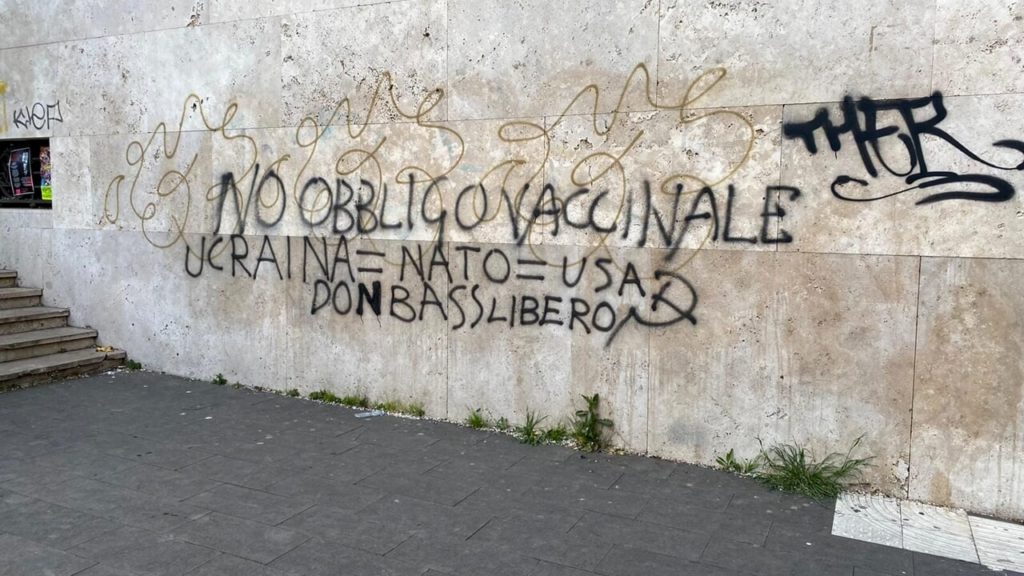 NO OBBLIGO VACCINALE
UCRAINA = NATO = USA
DONBASS LIBERO
THER